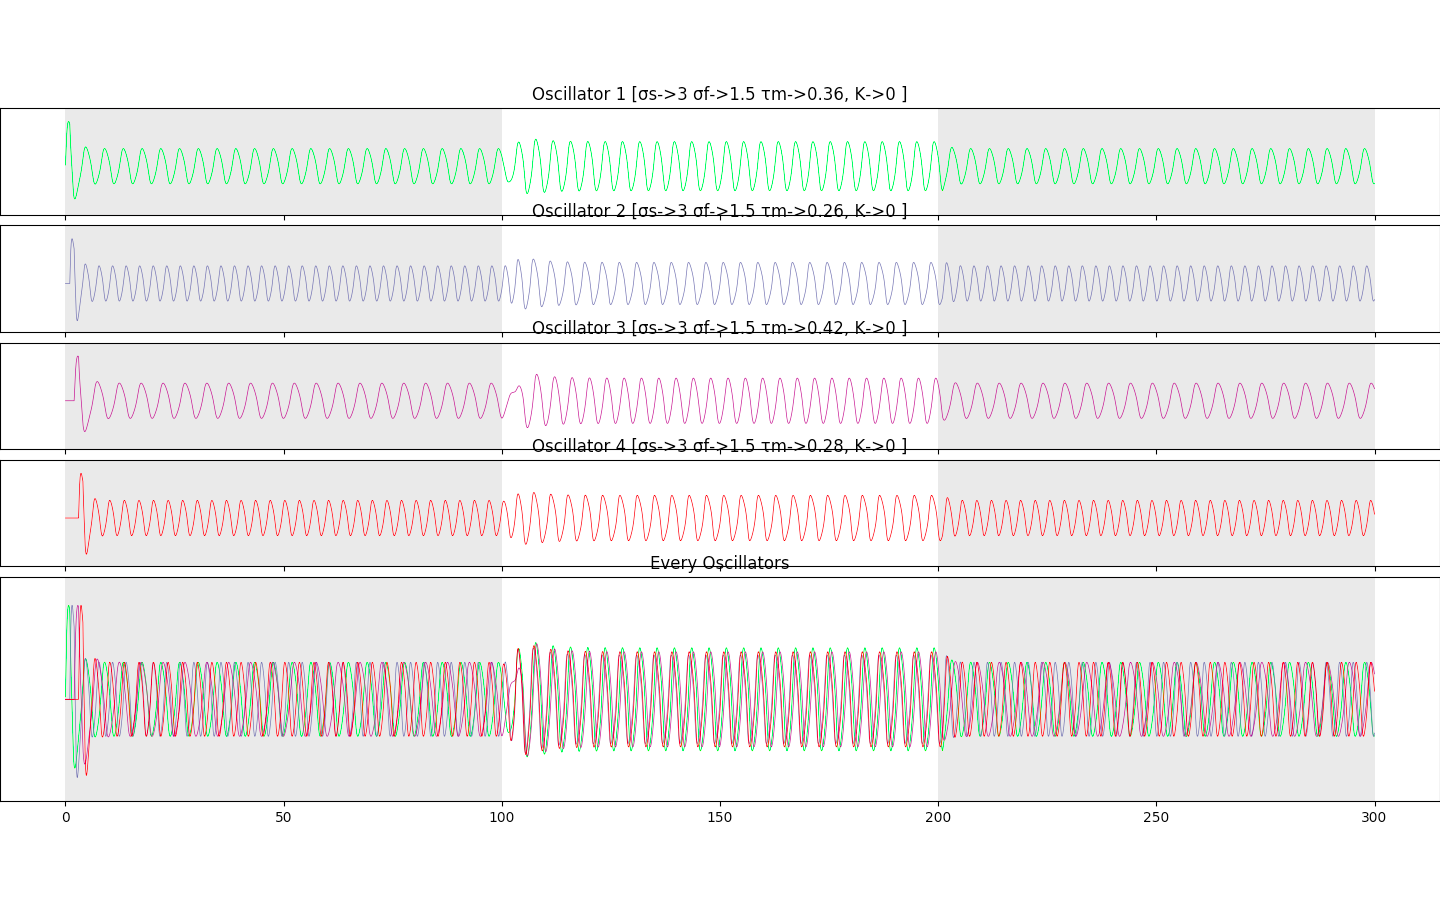 Oscillator 1 [σs->3 σf->1.5 τm->0.36, K->0 ]
Oscillator 2 [σs->3 σf->1.5 τm->0.26, K->0 ]
Oscillator 3 [σs->3 σf->1.5 τm->0.42, K->0 ]
Oscillator 4 [σs->3 σf->1.5 τm->0.28, K->0 ]
Every Oscillators
0 50 100 150 200 250 300